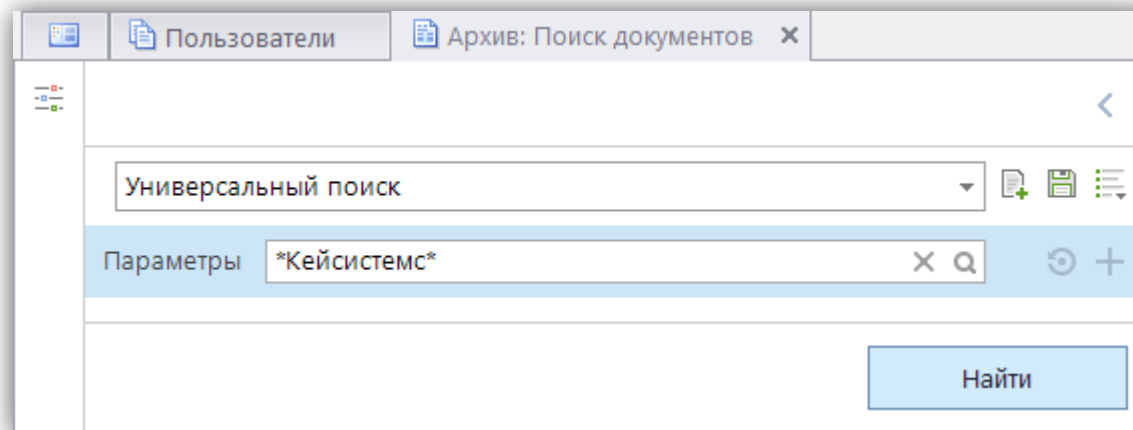 Пользователи
Архив: Поиск документов
Универсальный поиск
Параметры *Кейсистемс*
Найти